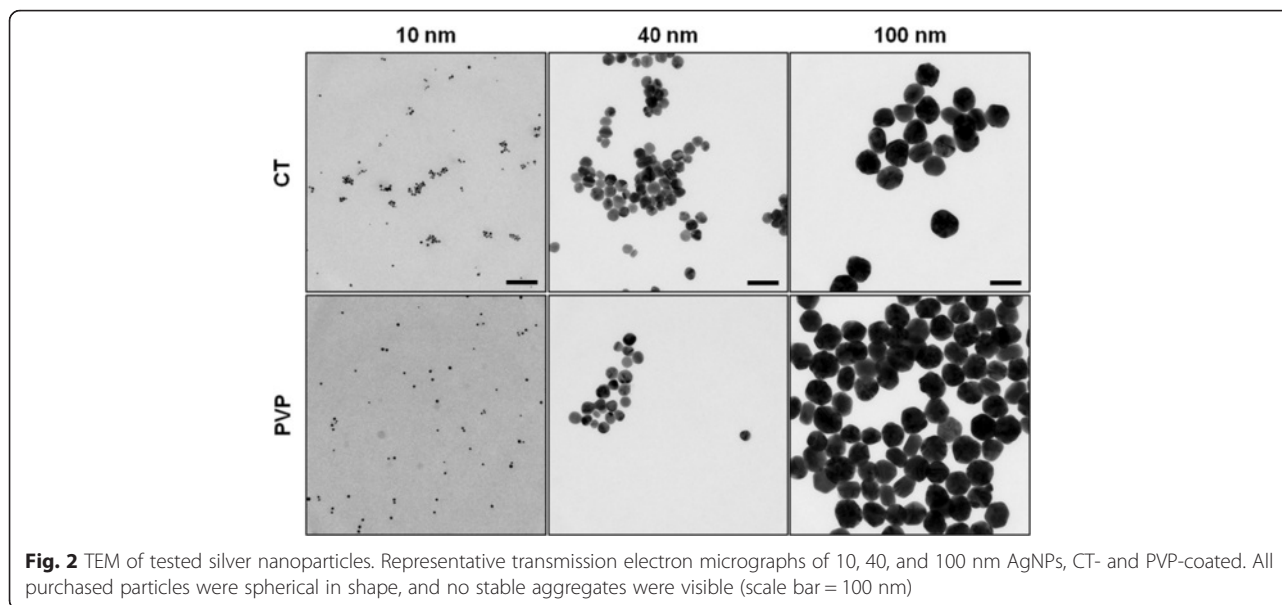 10 nm 40 nm 100 nm
CT
PVP
Fig. 2 TEM of tested silver nanoparticles. Representative transmission electron micrographs of 10, 40, and 100 nm AgNPs, CT- and PVP-coated. All
purchased particles were spherical in shape, and no stable aggregates were visible (scale bar = 100 nm)